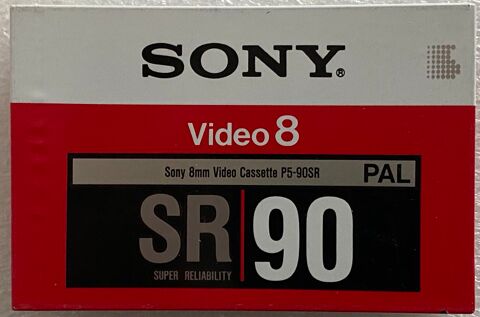 SONY®
Video 8
Sony 8mm Video Cassette P5-90SR PAL
SR 90
SUPER RELIABILITY